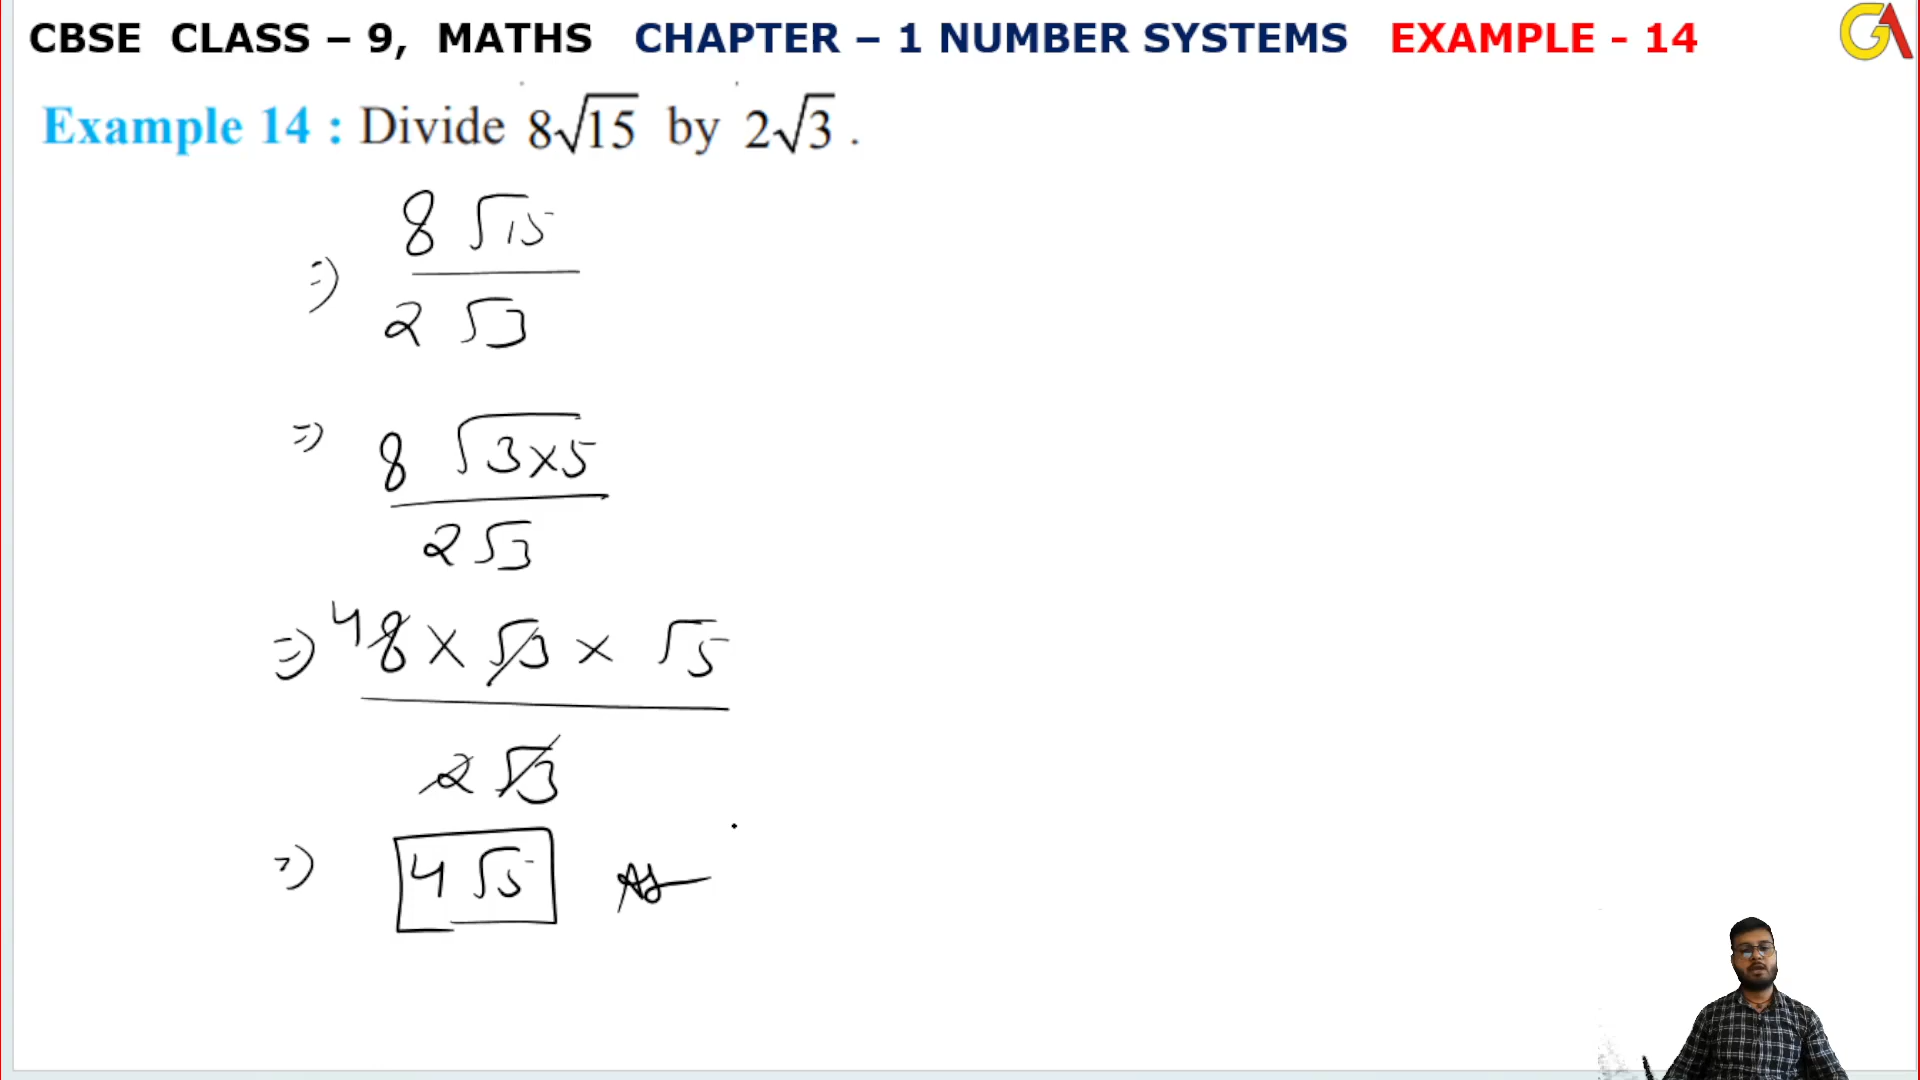 CBSE CLASS – 9, MATHS CHAPTER – 1 NUMBER SYSTEMS EXAMPLE - 14
GA
Example 14 : Divide 8√15 by 2√3 .
8 √15
⇒)
2 √3
⇒ 8 √3×5
2√3
⇒) 4 8 × √3 × √5
2 √3
⇒) 4 √5